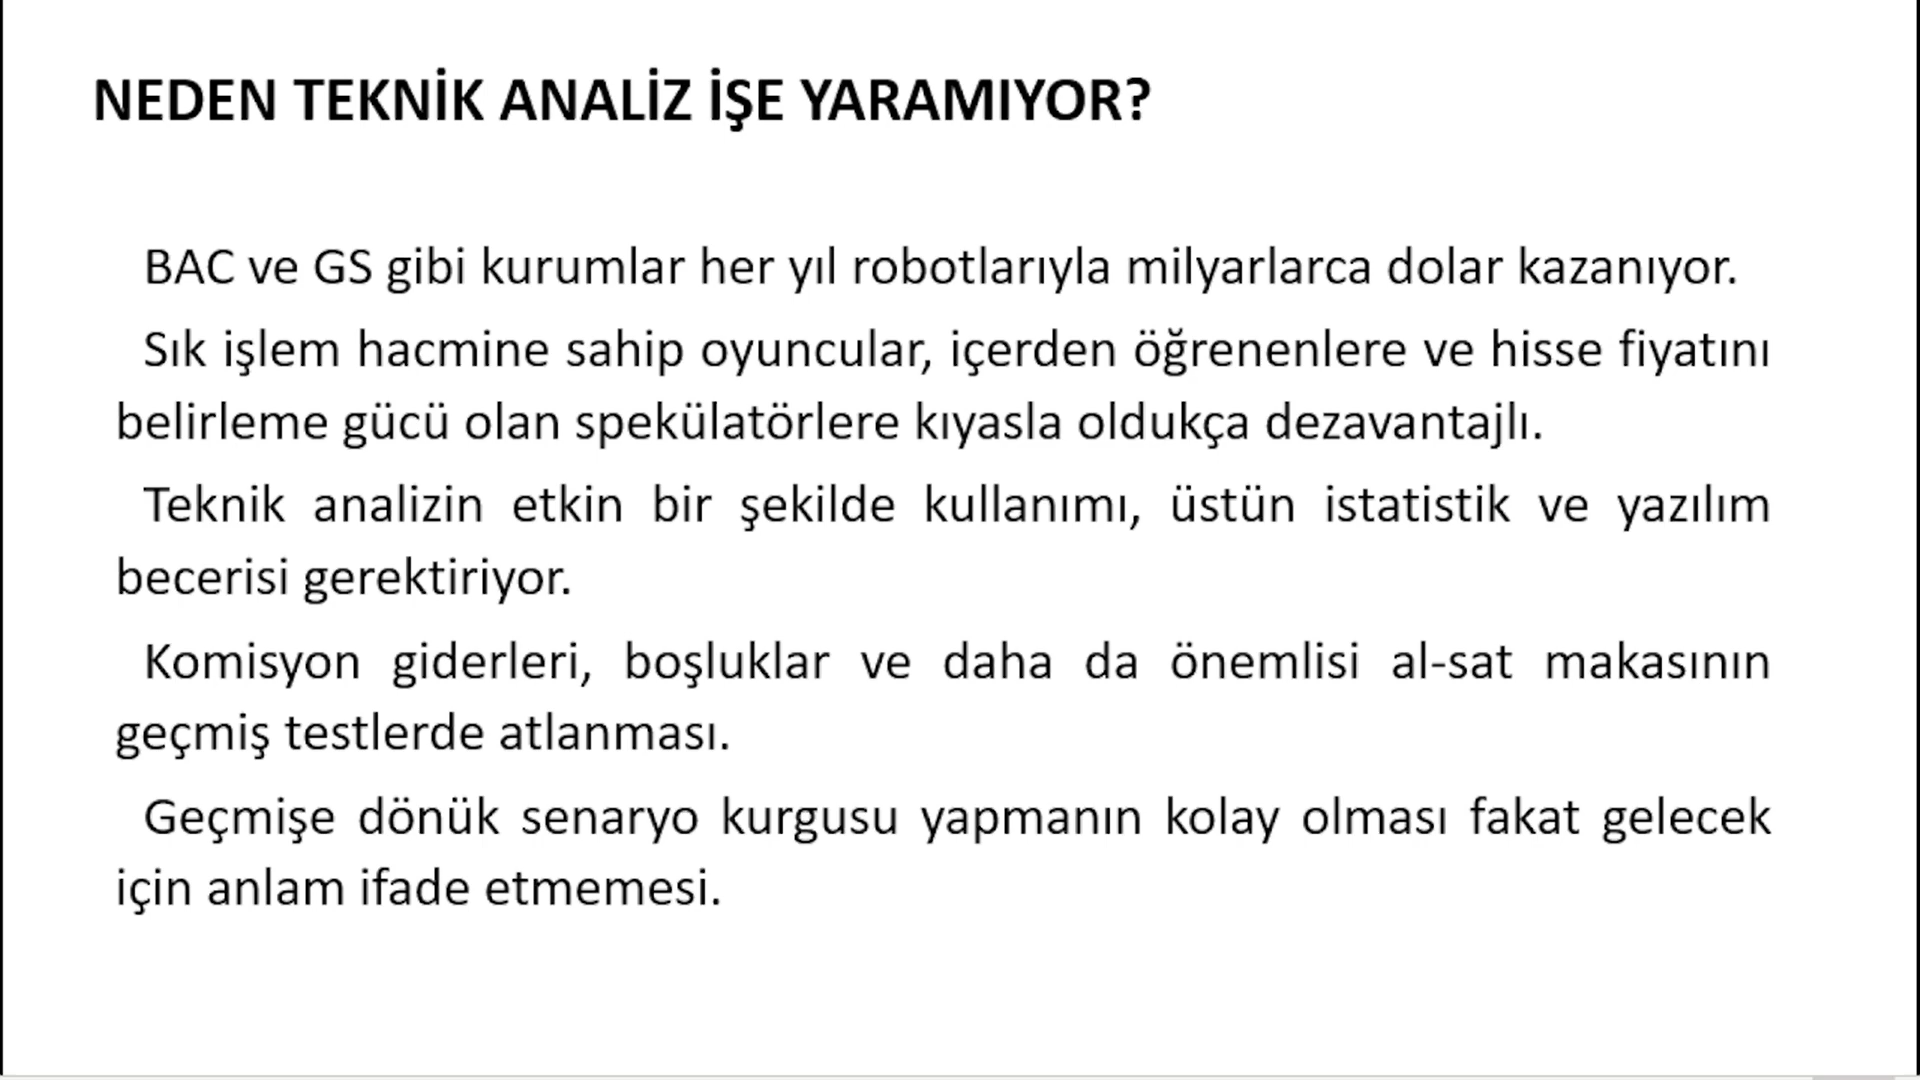 NEDEN TEKNİK ANALİZ İŞE YARAMIYOR?
BAC ve GS gibi kurumlar her yıl robotlarıyla milyarlarca dolar kazanıyor.
Sık işlem hacmine sahip oyuncular, içerden öğrenenlere ve hisse fiyatını
belirleme gücü olan spekülatörlere kıyasla oldukça dezavantajlı.
Teknik analizin etkin bir şekilde kullanımı, üstün istatistik ve yazılım
becerisi gerektiriyor.
Komisyon giderleri, boşluklar ve daha da önemlisi al-sat makasının
geçmiş testlerde atlanması.
Geçmişe dönük senaryo kurgusu yapmanın kolay olması fakat gelecek
için anlam ifade etmemesi.